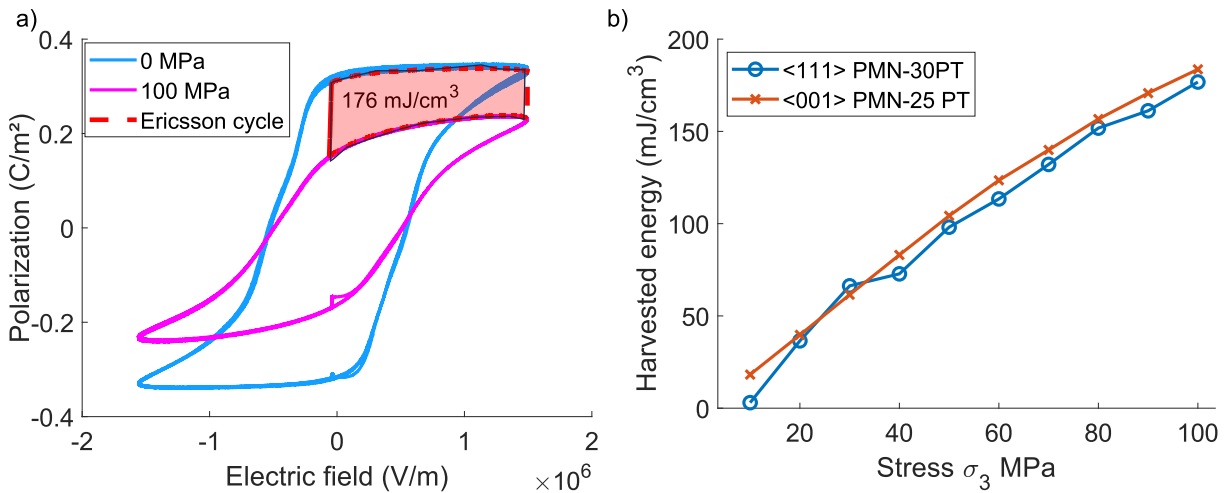 a)
0.4
0.2
0
-0.2
-0.4
Polarization (C/m²)
0 MPa
100 MPa
Ericsson cycle
176 mJ/cm³
-2
-1
0
1
2
Electric field (V/m)
×10⁶
b)
200
150
100
50
0
Harvested energy (mJ/cm³)
<111> PMN-30PT
<001> PMN-25 PT
20
40
60
80
100
Stress σ₃ MPa